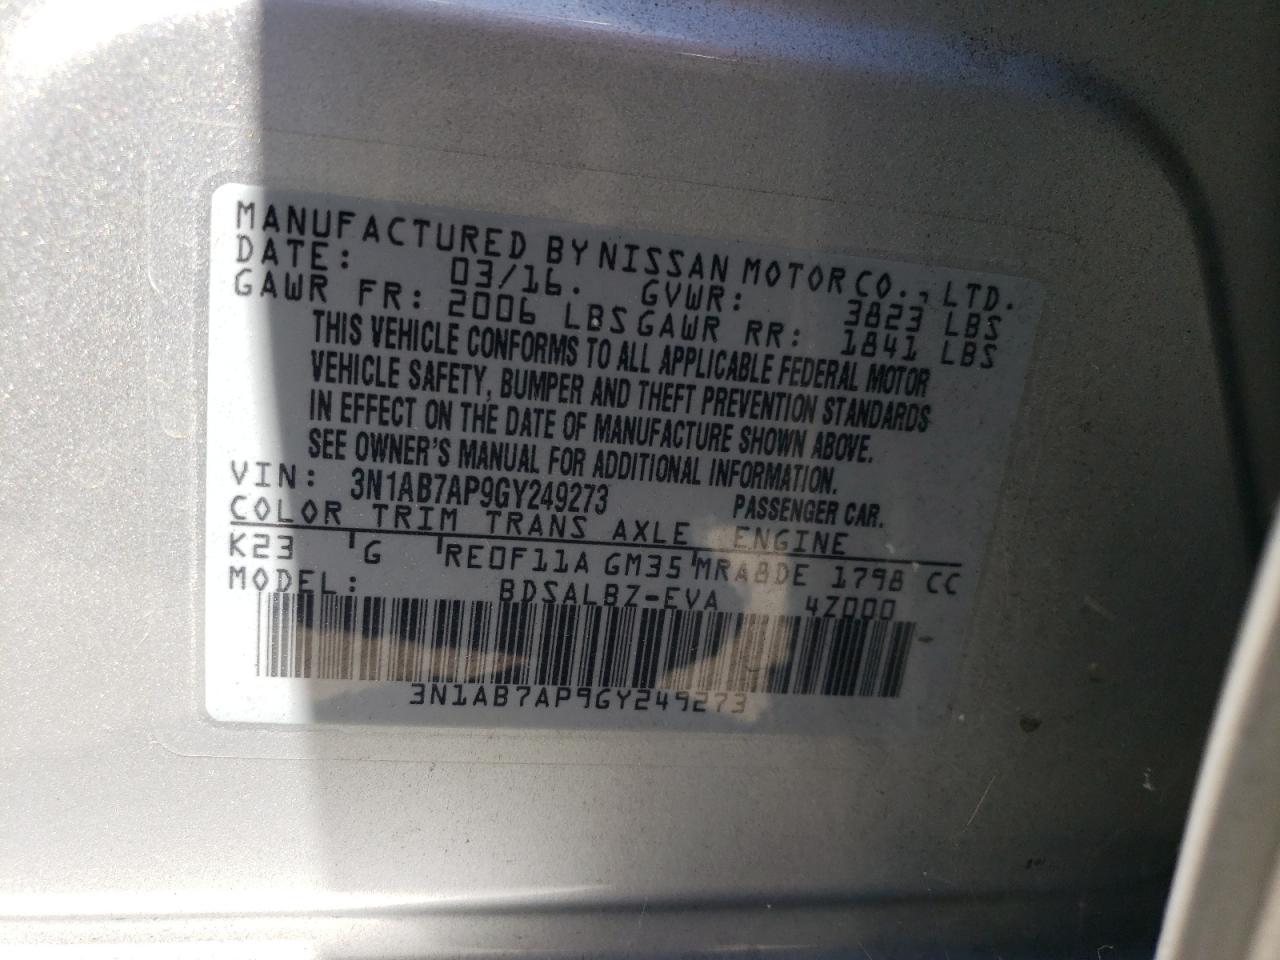 MANUFACTURED BY NISSAN MOTOR CO., LTD.
DATE: 03/16. GVWR: 3823 LBS
GAWR FR: 2006 LBS GAWR RR: 1841 LBS
THIS VEHICLE CONFORMS TO ALL APPLICABLE FEDERAL MOTOR
VEHICLE SAFETY, BUMPER AND THEFT PREVENTION STANDARDS
IN EFFECT ON THE DATE OF MANUFACTURE SHOWN ABOVE.
SEE OWNER'S MANUAL FOR ADDITIONAL INFORMATION.
VIN: 3N1AB7AP9GY249273 PASSENGER CAR.
COLOR TRIM TRANS AXLE ENGINE
K23 G RE0F11A GM35 MRA8DE 1798 CC
MODEL: BDSALBZ-EVA 4Z000
3N1AB7AP9GY249273